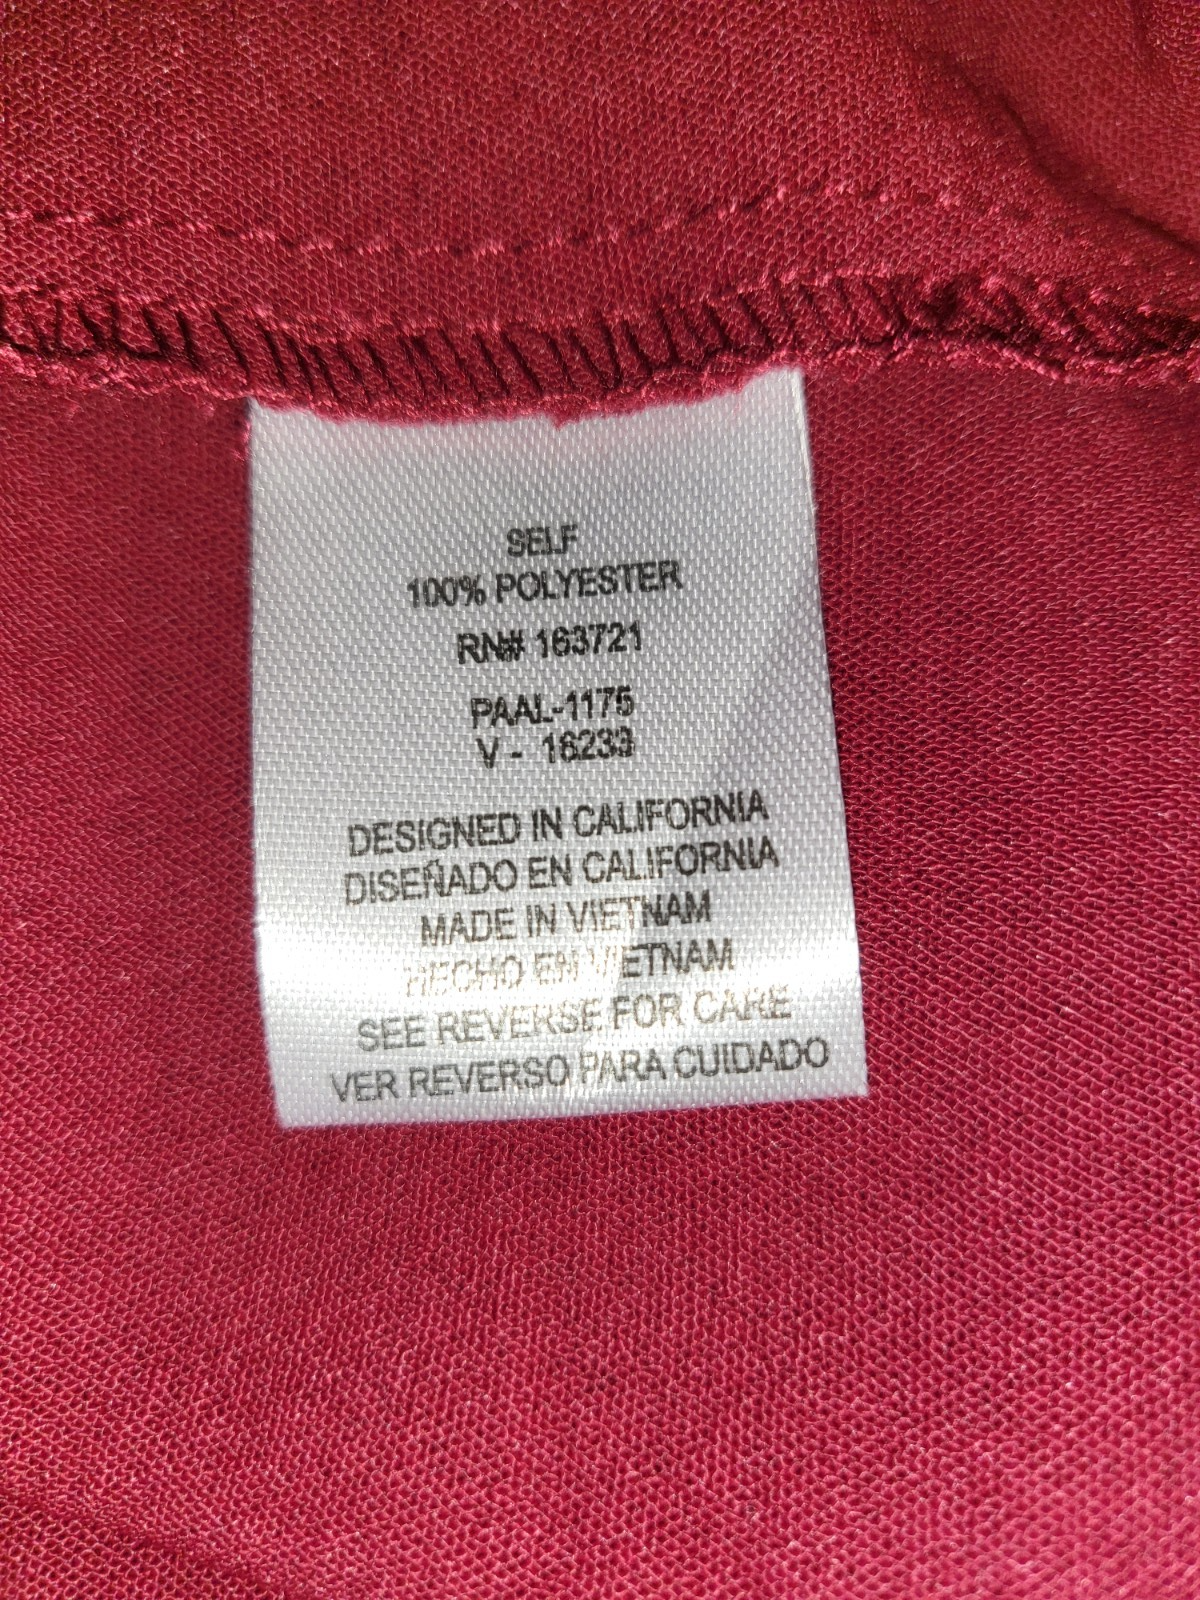 SELF
100% POLYESTER
RN# 163721
PAAL-1175
V - 16233
DESIGNED IN CALIFORNIA
DISEÑADO EN CALIFORNIA
MADE IN VIETNAM
HECHO EN VIETNAM
SEE REVERSE FOR CARE
VER REVERSO PARA CUIDADO